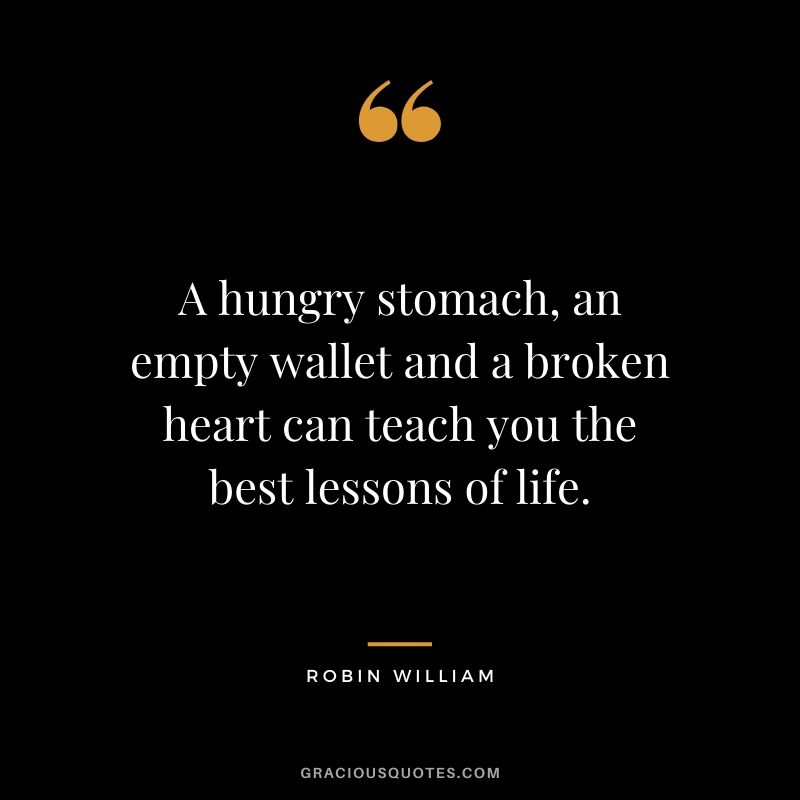 “
A hungry stomach, an
empty wallet and a broken
heart can teach you the
best lessons of life.
ROBIN WILLIAM
GRACIOUSQUOTES.COM